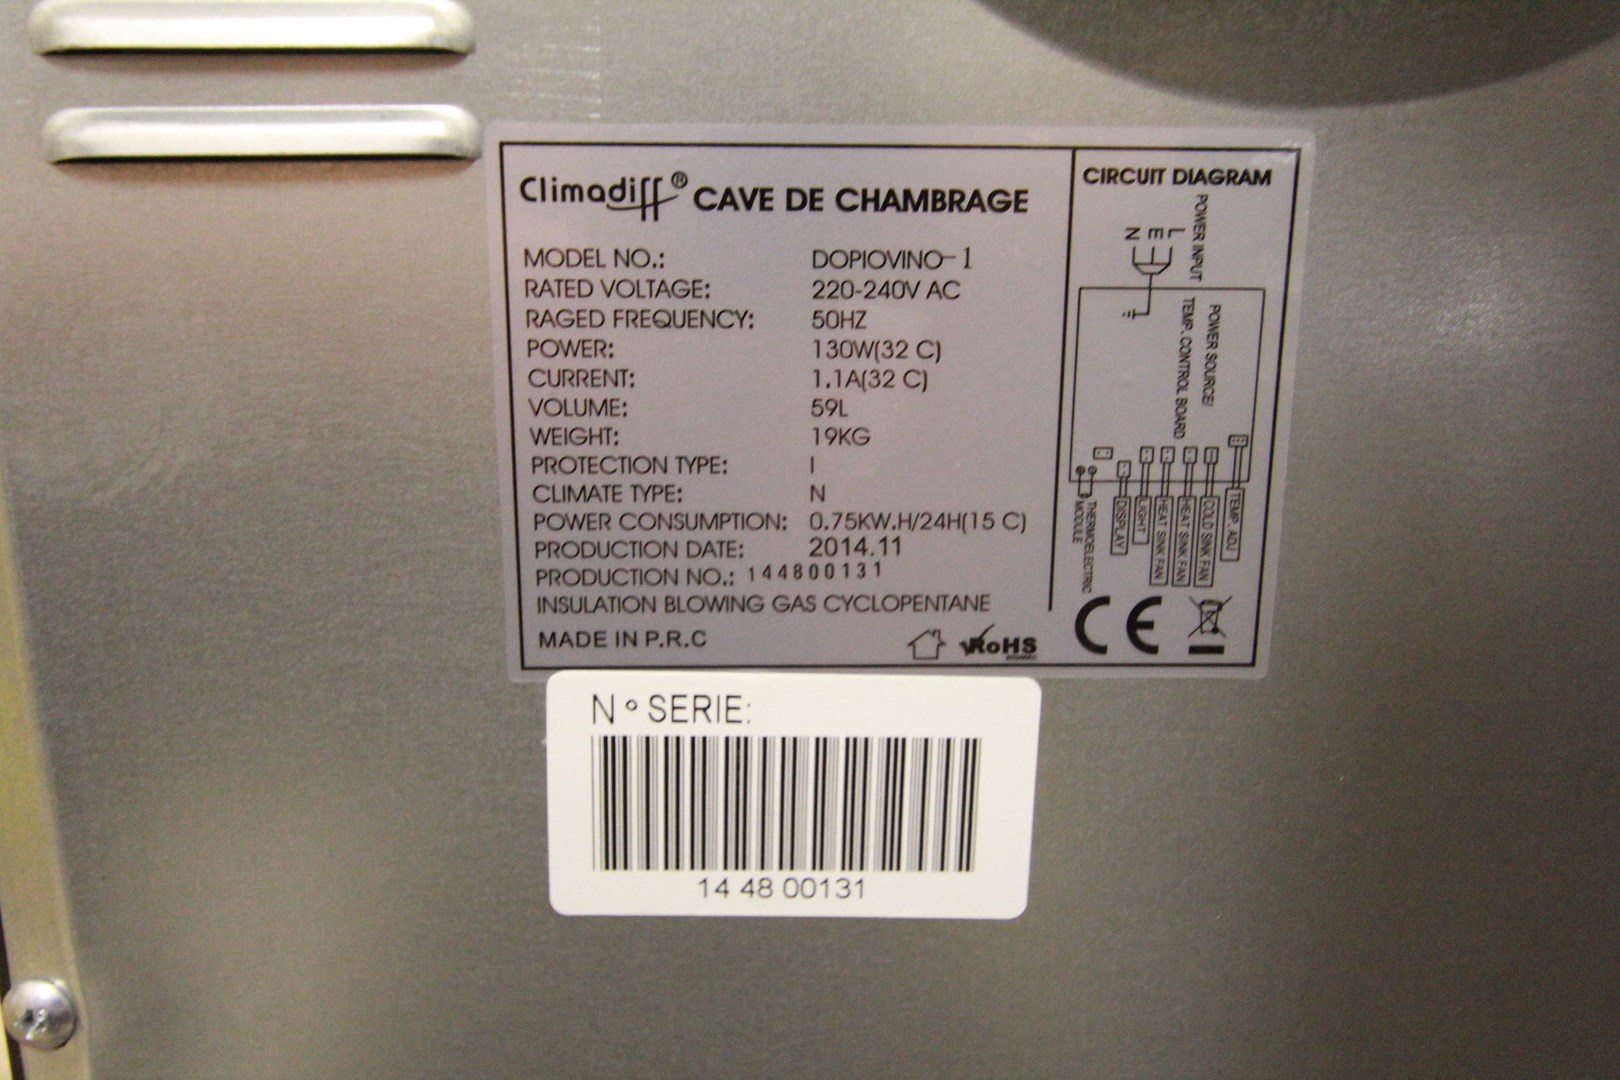 Climadiff® CAVE DE CHAMBRAGE
MODEL NO.: DOPIOVINO-1
RATED VOLTAGE: 220-240V AC
RAGED FREQUENCY: 50HZ
POWER: 130W(32 C)
CURRENT: 1.1A(32 C)
VOLUME: 59L
WEIGHT: 19KG
PROTECTION TYPE: I
CLIMATE TYPE: N
POWER CONSUMPTION: 0.75KW.H/24H(15 C)
PRODUCTION DATE: 2014.11
PRODUCTION NO.: 144800131
INSULATION BLOWING GAS CYCLOPENTANE
MADE IN P.R.C
RoHS
CIRCUIT DIAGRAM
POWER INPUT
L
E
N
POWER SOURCE/
TEMP. CONTROL BOARD
TEMP. ADJ
COLD SINK FAN
HEAT SINK FAN
HEAT SINK FAN
LIGHT
DISPLAY
THERMOELECTRIC
MODULE
CE
N° SERIE:
14 48 00131